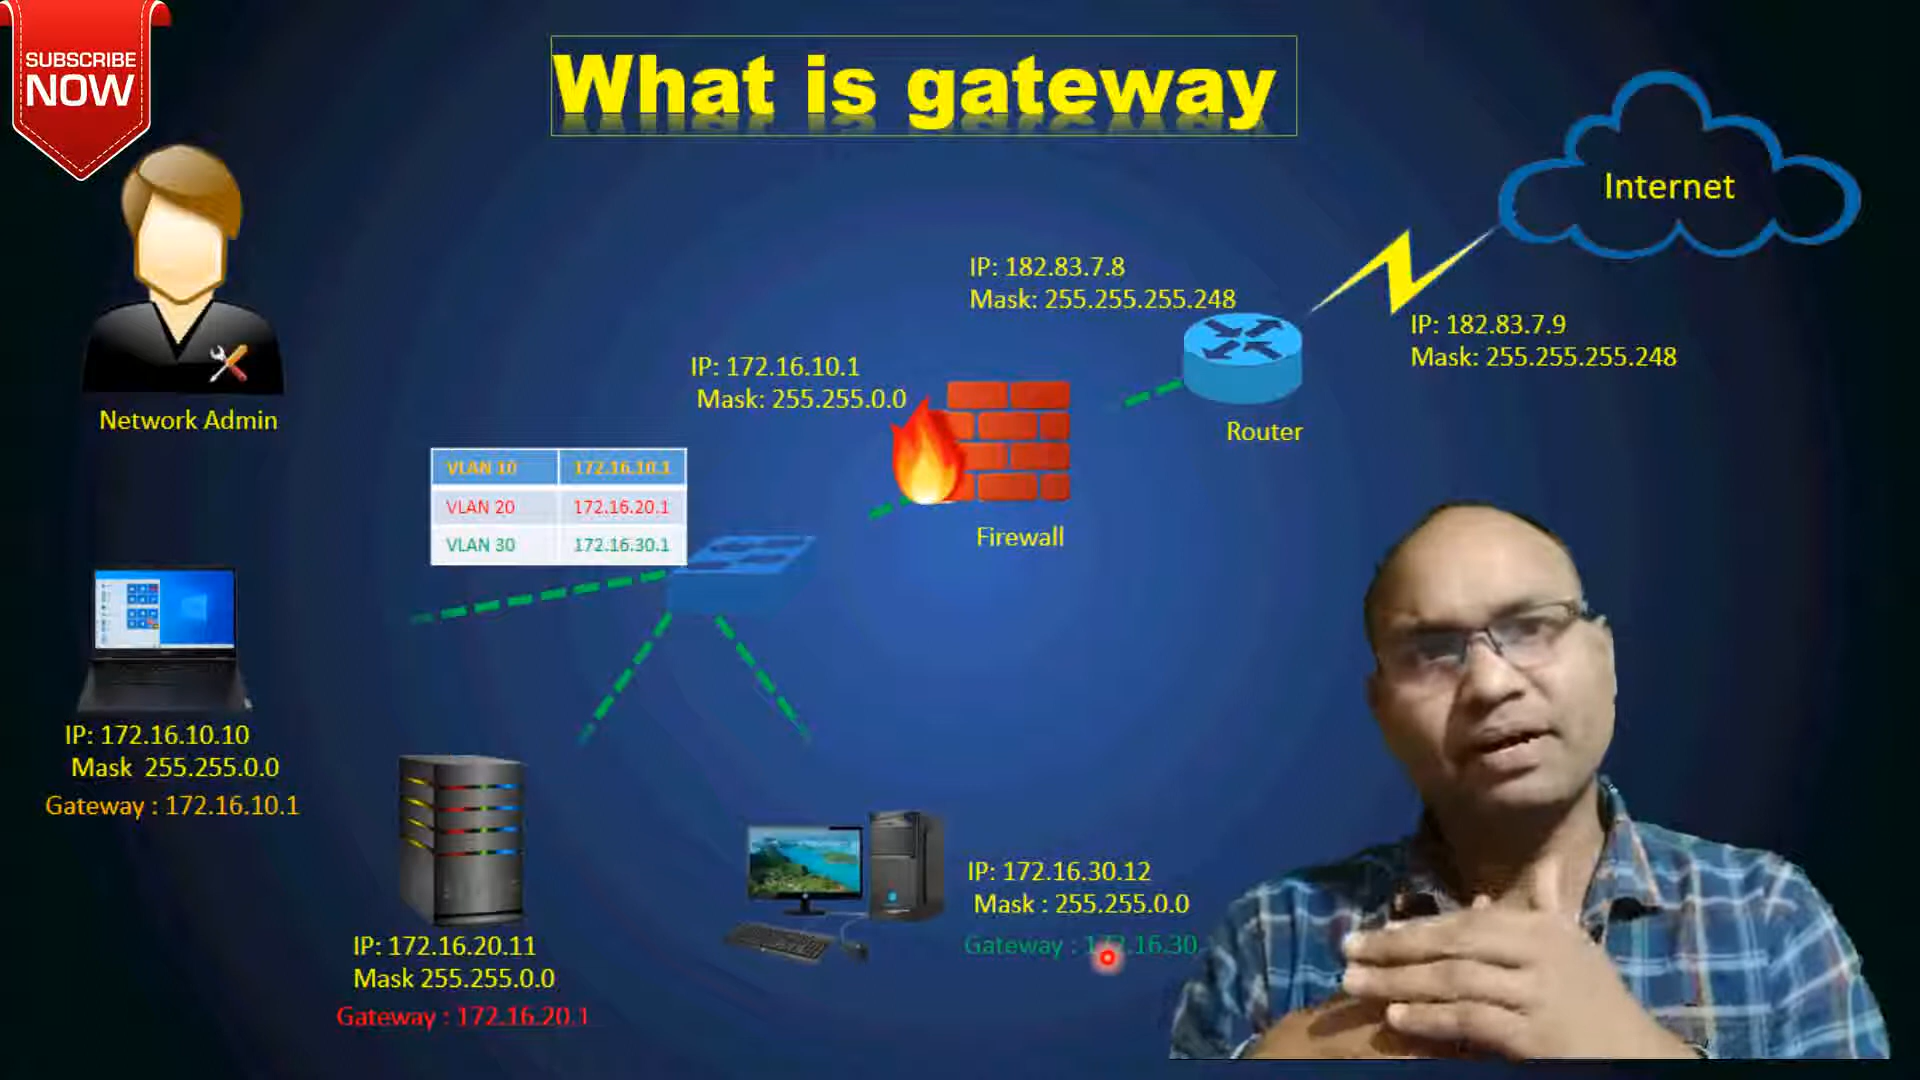 SUBSCRIBE
NOW
What is gateway
Internet
IP: 182.83.7.8
Mask: 255.255.255.248
IP: 182.83.7.9
Mask: 255.255.255.248
IP: 172.16.10.1
Mask: 255.255.0.0
Network Admin
Router
VLAN 10 172.16.10.1
VLAN 20 172.16.20.1
VLAN 30 172.16.30.1
Firewall
IP: 172.16.10.10
Mask 255.255.0.0
Gateway : 172.16.10.1
IP: 172.16.30.12
Mask : 255.255.0.0
Gateway : 172.16.30
IP: 172.16.20.11
Mask 255.255.0.0
Gateway : 172.16.20.1